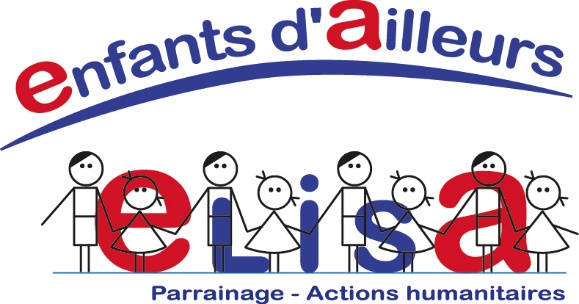 enfants d'ailleurs
eLisa
Parrainage - Actions humanitaires